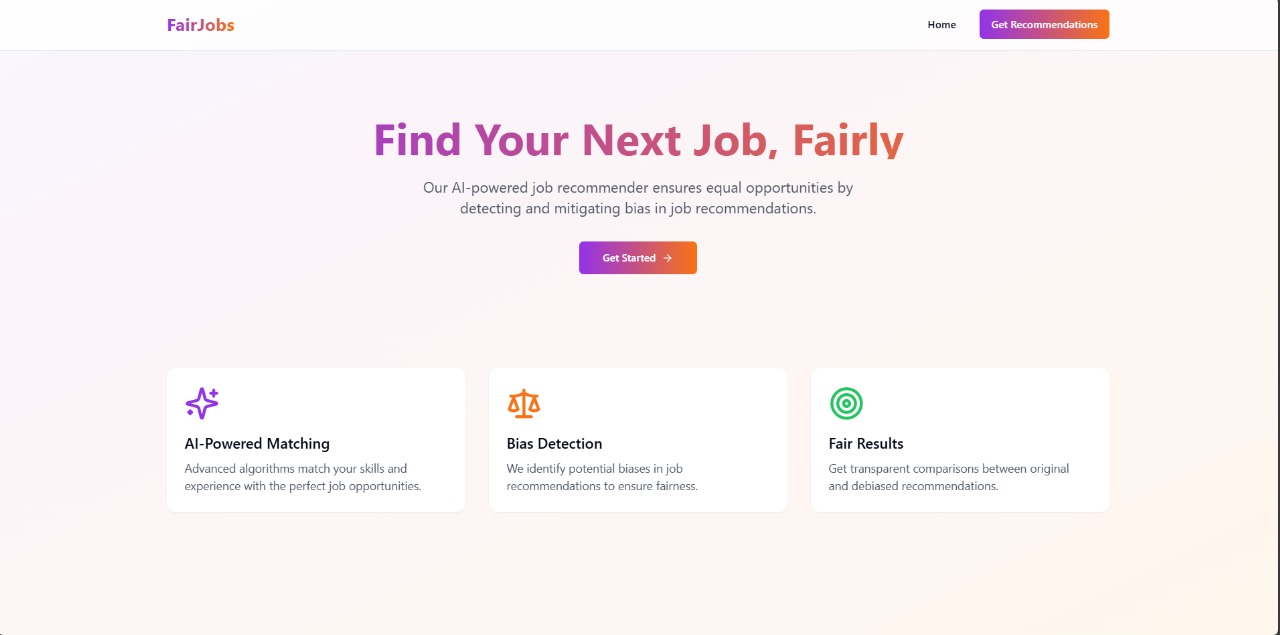 FairJobs
Home
Get Recommendations
Find Your Next Job, Fairly
Our AI-powered job recommender ensures equal opportunities by
detecting and mitigating bias in job recommendations.
Get Started →
AI-Powered Matching
Advanced algorithms match your skills and
experience with the perfect job opportunities.
Bias Detection
We identify potential biases in job
recommendations to ensure fairness.
Fair Results
Get transparent comparisons between original
and debiased recommendations.